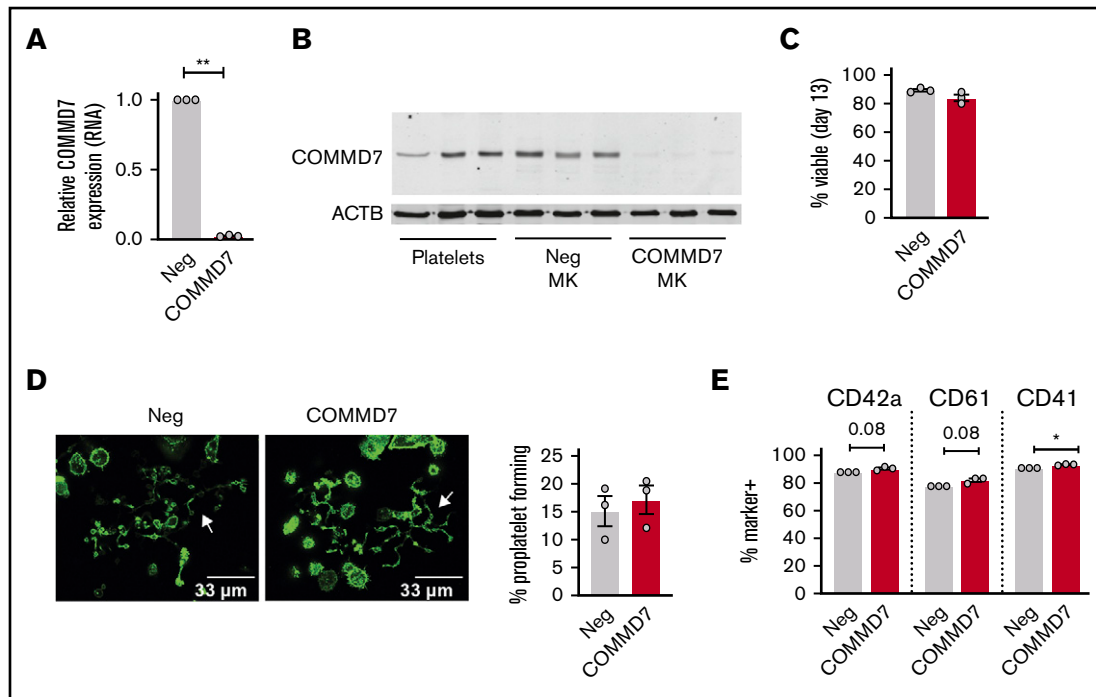 A
**
Relative COMMD7
expression (RNA)
1.0
0.5
0.0
Neg
COMMD7
B
COMMD7
ACTB
Platelets
Neg
MK
COMMD7
MK
C
% viable (day 13)
100
80
60
40
20
0
Neg
COMMD7
D
Neg
COMMD7
33 µm
33 µm
% proplatelet forming
25
20
15
10
5
0
Neg
COMMD7
E
CD42a
CD61
CD41
0.08
0.08
*
% marker+
100
80
60
40
20
0
Neg
COMMD7
Neg
COMMD7
Neg
COMMD7